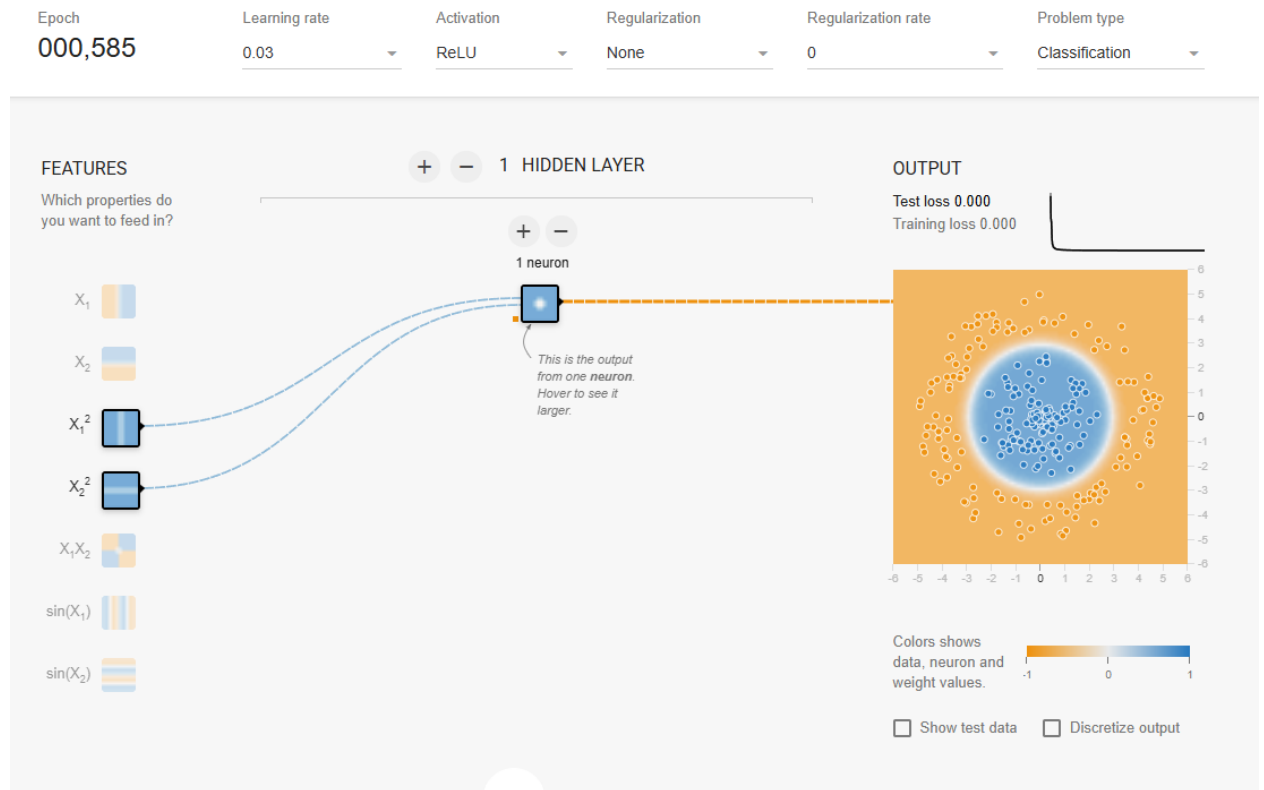 Epoch
000,585
Learning rate
0.03
Activation
ReLU
Regularization
None
Regularization rate
0
Problem type
Classification
FEATURES
Which properties do
you want to feed in?
+ − 1 HIDDEN LAYER
+ −
1 neuron
This is the output
from one neuron.
Hover to see it
larger.
X₁
X₂
X₁²
X₂²
X₁X₂
sin(X₁)
sin(X₂)
OUTPUT
Test loss 0.000
Training loss 0.000
6
5
4
3
2
1
0
-1
-2
-3
-4
-5
-6
-6 -5 -4 -3 -2 -1 0 1 2 3 4 5 6
Colors shows
data, neuron and
weight values.
-1 0 1
Show test data
Discretize output